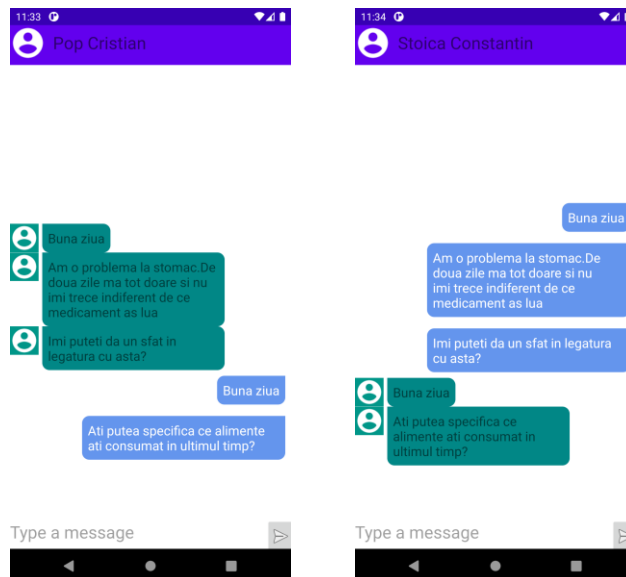 11:33
Pop Cristian
Buna ziua
Am o problema la stomac.De
doua zile ma tot doare si nu
imi trece indiferent de ce
medicament as lua
Imi puteti da un sfat in
legatura cu asta?
Buna ziua
Ati putea specifica ce alimente
ati consumat in ultimul timp?
Type a message
11:34
Stoica Constantin
Buna ziua
Am o problema la stomac.De
doua zile ma tot doare si nu
imi trece indiferent de ce
medicament as lua
Imi puteti da un sfat in legatura
cu asta?
Buna ziua
Ati putea specifica ce
alimente ati consumat in
ultimul timp?
Type a message